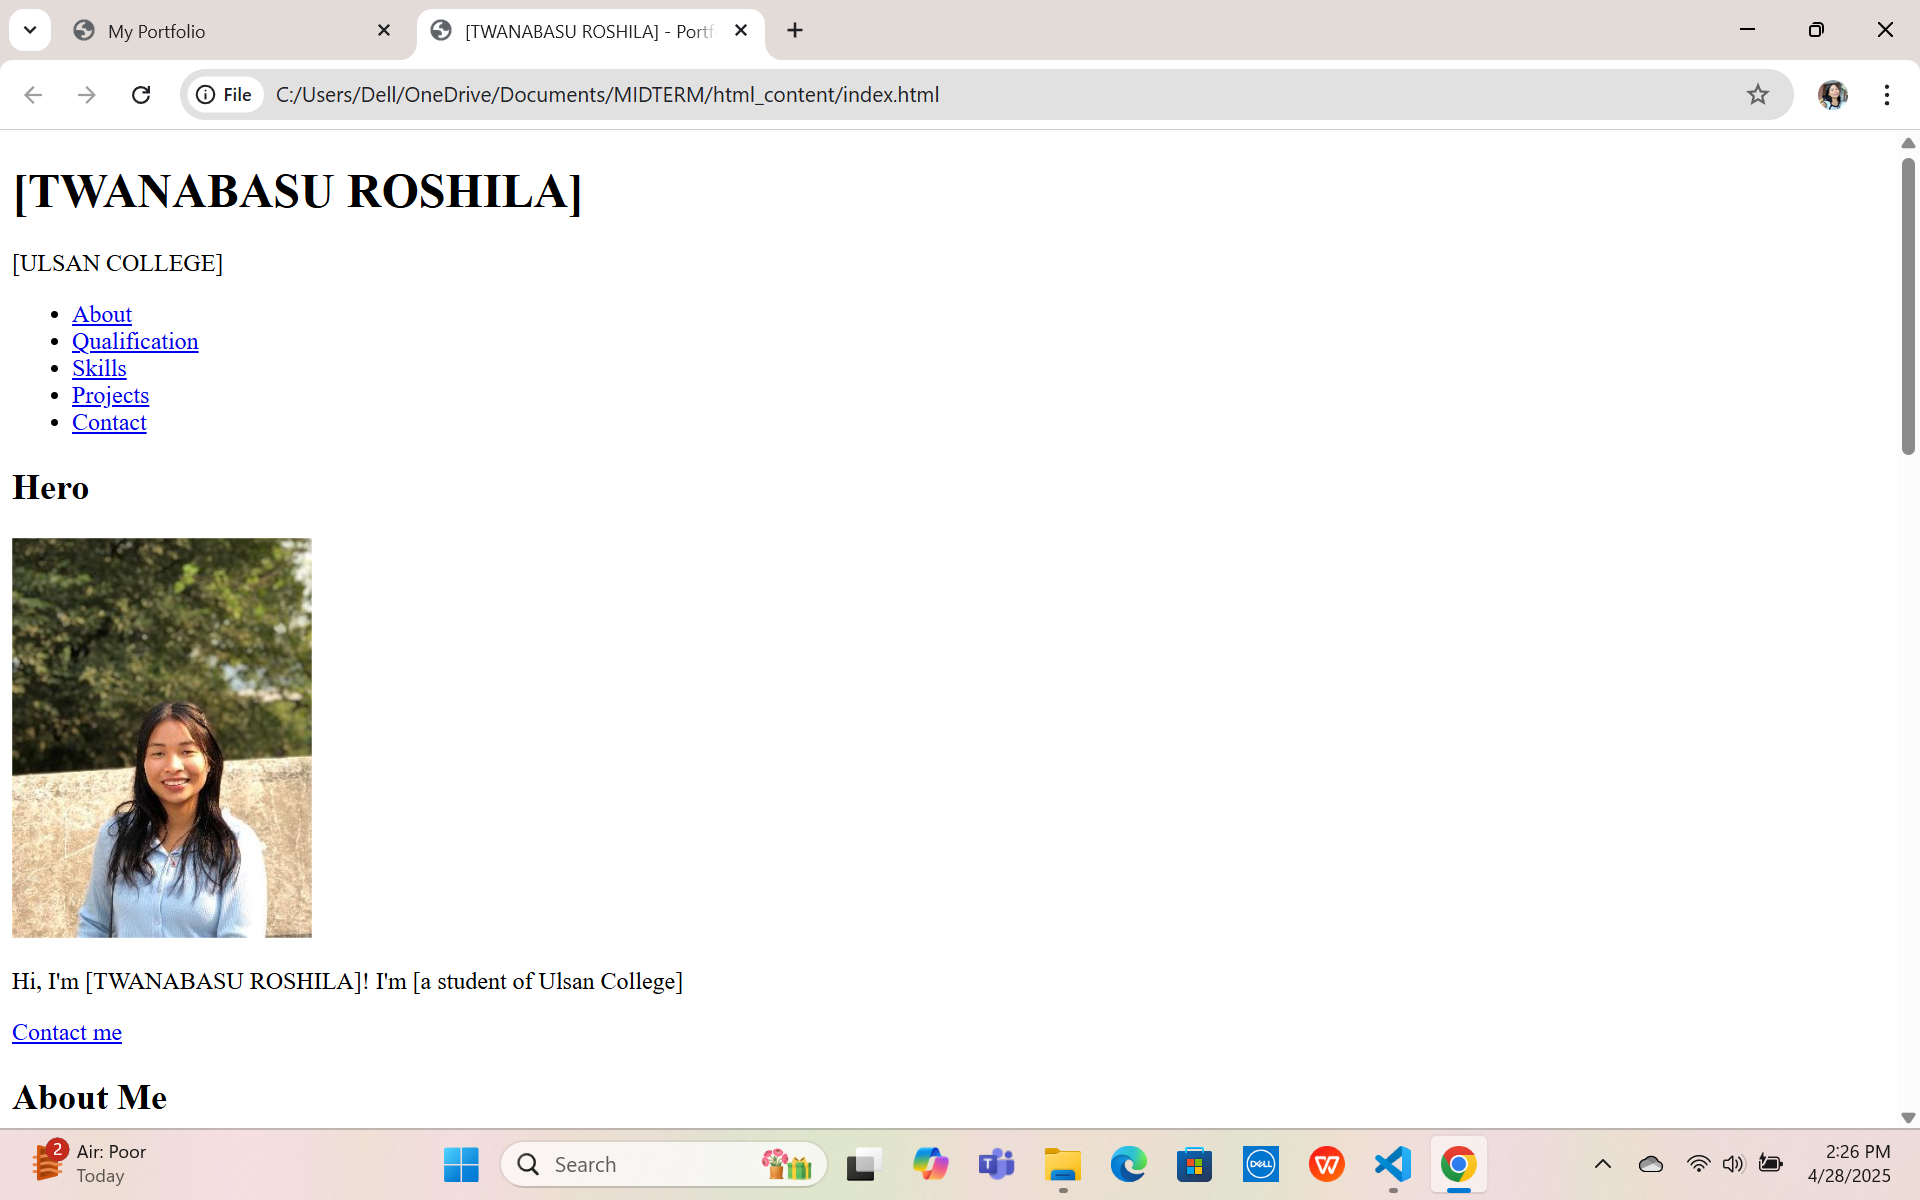 My Portfolio
[TWANABASU ROSHILA] - Portf
File
C:/Users/Dell/OneDrive/Documents/MIDTERM/html_content/index.html
[TWANABASU ROSHILA]
[ULSAN COLLEGE]
About
Qualification
Skills
Projects
Contact
Hero
Hi, I'm [TWANABASU ROSHILA]! I'm [a student of Ulsan College]
Contact me
About Me
2
Air: Poor
Today
Search
DELL
2:26 PM
4/28/2025